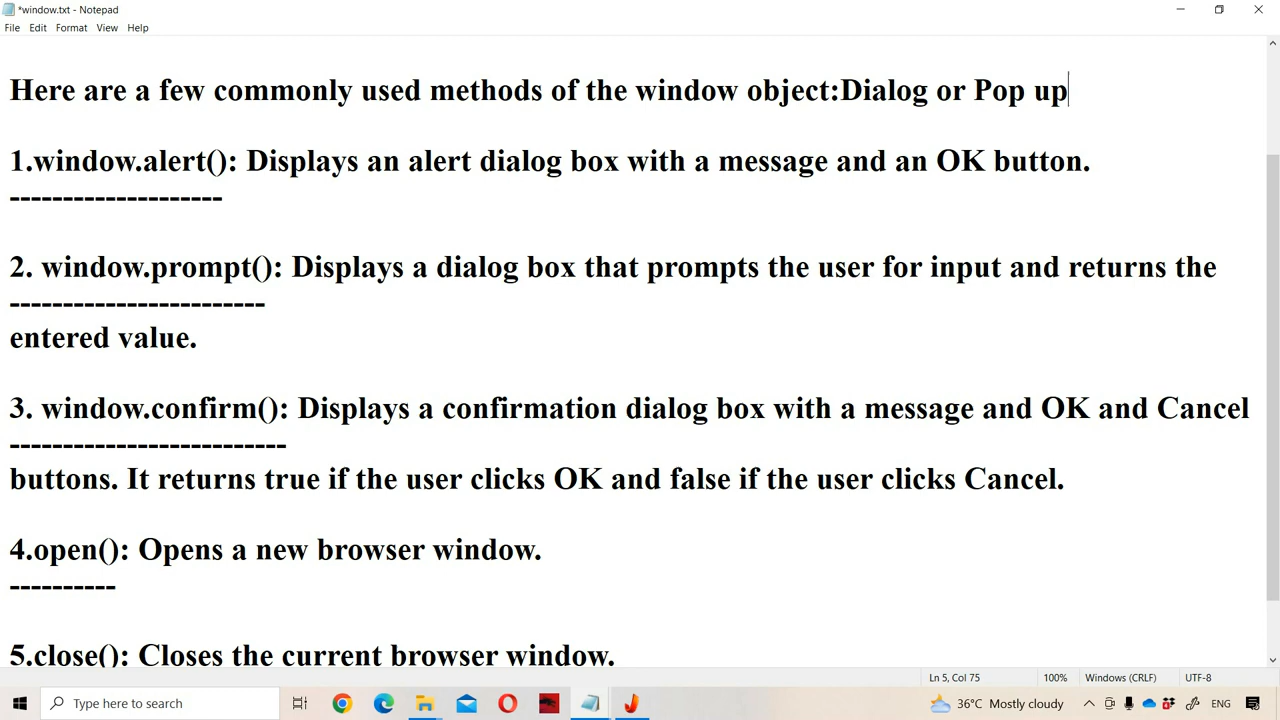 *window.txt - Notepad
File Edit Format View Help
Here are a few commonly used methods of the window object:Dialog or Pop up
1.window.alert(): Displays an alert dialog box with a message and an OK button.
--------------------
2. window.prompt(): Displays a dialog box that prompts the user for input and returns the
------------------------
entered value.
3. window.confirm(): Displays a confirmation dialog box with a message and OK and Cancel
--------------------------
buttons. It returns true if the user clicks OK and false if the user clicks Cancel.
4.open(): Opens a new browser window.
----------
5.close(): Closes the current browser window.
Ln 5, Col 75 100% Windows (CRLF) UTF-8
Type here to search 36°C Mostly cloudy ENG